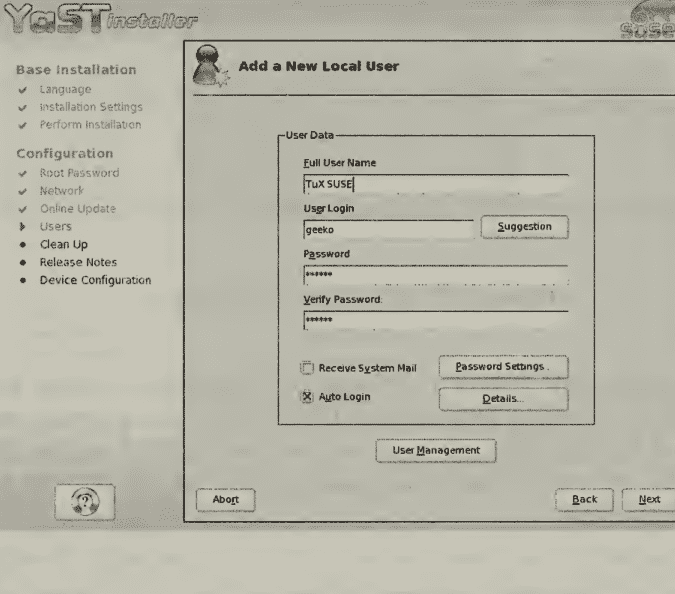 YaST installer
SUSE
Base Installation
Language
Installation Settings
Perform Installation
Configuration
Root Password
Network
Online Update
Users
Clean Up
Release Notes
Device Configuration
Add a New Local User
User Data
Full User Name
TuX SUSE
User Login
geeko
Suggestion
Password
******
Verify Password:
******
Receive System Mail
Password Settings .
X Auto Login
Details...
User Management
?
Abort
Back
Next